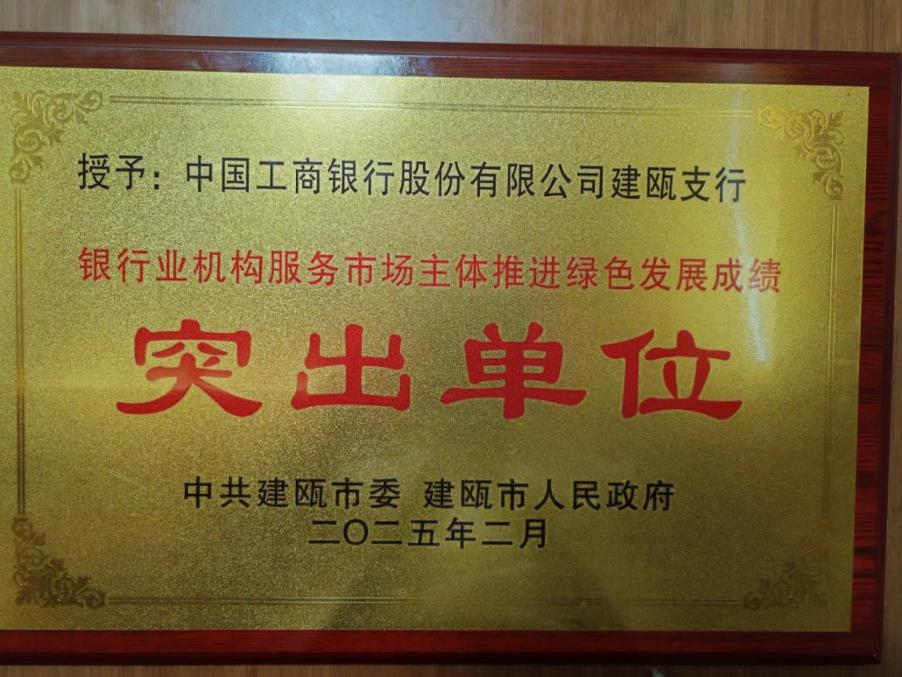 授予：中国工商银行股份有限公司建瓯支行
银行业机构服务市场主体推进绿色发展成绩
突出单位
中共建瓯市委 建瓯市人民政府
二〇二五年二月